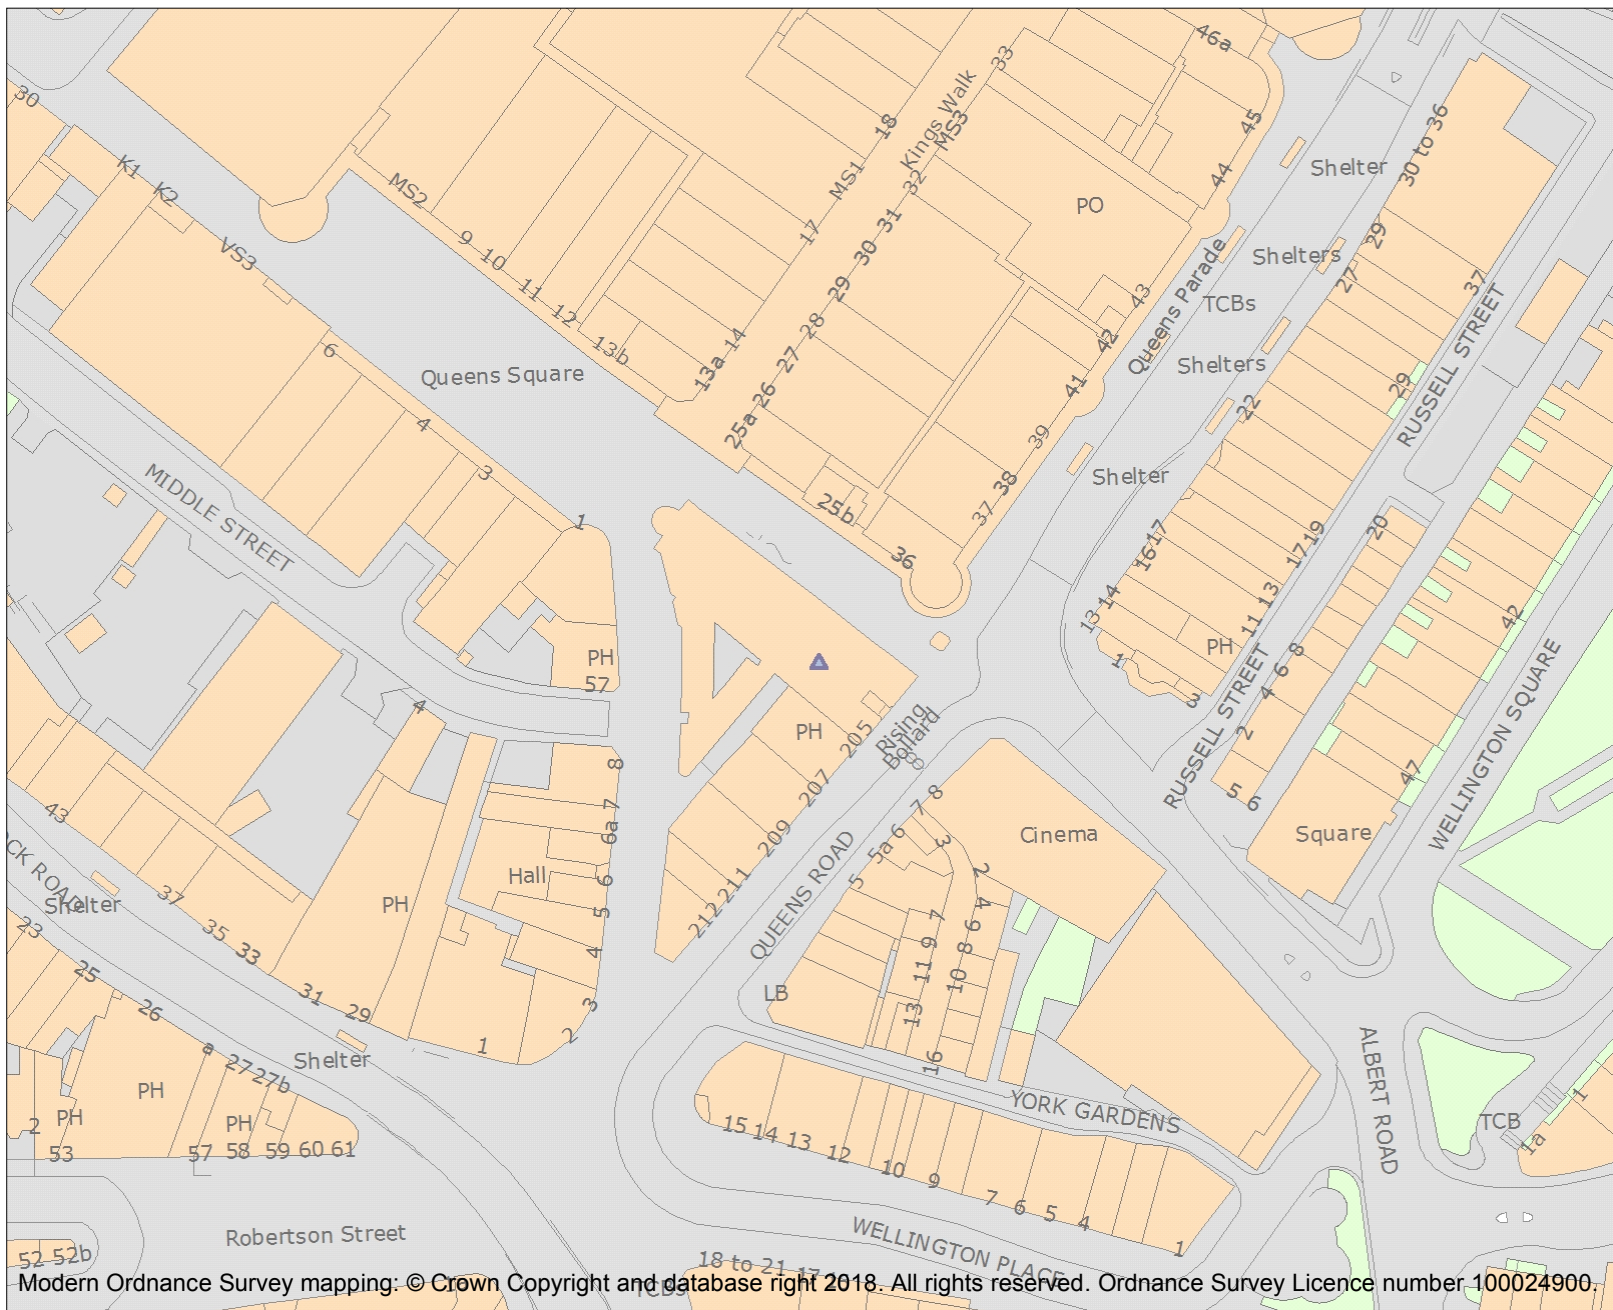 46a
33
30
18
Kings Walk
MS3
45
30 to 36
K1
K2
MS2
MS1
32
44
Shelter
PO
VS3
9
10
17
31
30
29
Queens Parade
Shelters
27
37
11
12
29
28
43
TCBs
RUSSELL STREET
6
13b
14
13a
27
42
Shelters
Queens Square
26
41
29
22
4
25a
39
3
Shelter
38
MIDDLE STREET
25b
37
1
36
20
17
16
19
17
14
13
13
11
42
PH
57
PH
1
8
6
4
3
2
RUSSELL STREET
WELLINGTON SQUARE
4
PH
205
Rising
Bollard
8
207
47
5
6
43
7
6a
209
8
7
6
5a
3
Cinema
Square
QUEENS ROAD
CK ROAD
Shelter
37
Hall
PH
6
5
211
212
5
2
4
23
35
33
7
9
6
8
25
4
11
10
31
29
3
LB
13
26
1
2
16
a
27
27b
Shelter
ALBERT ROAD
PH
PH
PH
2
53
57
58
59
60
61
YORK GARDENS
TCB
1
1a
15
14
13
12
10
9
7
6
5
4
1
Robertson Street
WELLINGTON PLACE
52
52b
18 to 21
17
TCBs
Modern Ordnance Survey mapping: © Crown Copyright and database right 2018. All rights reserved. Ordnance Survey Licence number 100024900.